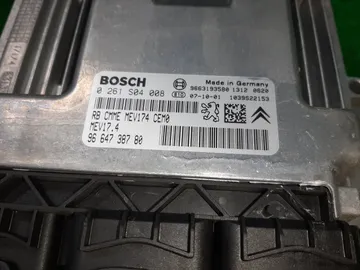 BOSCH
Made in Germany
9663193580 1312 0520
0 261 S04 008
07-10-01 1039S22153
RB CMME MEV174 CEM0
MEV17.4
96 647 387 80